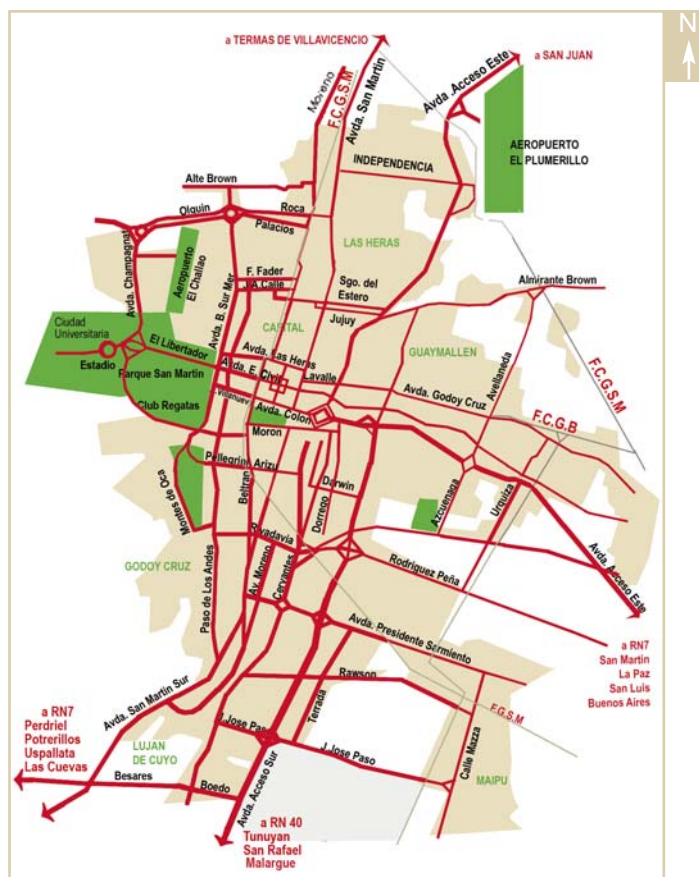 N
a TERMAS DE VILLAVICENCIO
a SAN JUAN
Moreno
F.C.G.S.M
Avda. San Martin
Avda .Acceso Este
AEROPUERTO
EL PLUMERILLO
INDEPENDENCIA
Alte Brown
Olquin
Roca
Palacios
LAS HERAS
Avda. Champagnat
Aeropuerto
El Challao
Avda. B. Sur Mer
F. Fader
J.A.Calle
Sgo. del
Estero
Jujuy
Almirante Brown
Ciudad
Universitaria
CAPITAL
GUAYMALLEN
Avellaneda
F.C.GSM
El Libertador
Estadio
Parque San Martin
Avda. Las Heras
Avda. E. Civit
Lavalle
Avda. Godoy Cruz
F.C.G.B
Club Regatas
Villanuev
Avda. Colon
Moron
Pellegrini
Arizu
Montes de Oca
Beltran
Darwin
Dorrego
Azcuenaga
Urquiza
Rivadavia
GODOY CRUZ
Paso de Los Andes
Av. Moreno
Cervantes
Rodriguez Peña
Avda. Acceso Este
Avda. Presidente Sarmiento
a RN7
San Martin
La Paz
San Luis
Buenos Aires
Rawson
Terrada
F.G.S.M
Avda. San Martin Sur
a RN7
Perdriel
Potrerillos
Uspallata
Las Cuevas
J. Jose Paso
J. Jose Paso
Calle Mazza
LUJAN
DE CUYO
MAIPU
Besares
Boedo
Avda. Acceso Sur
a RN 40
Tunuyan
San Rafael
Malargue